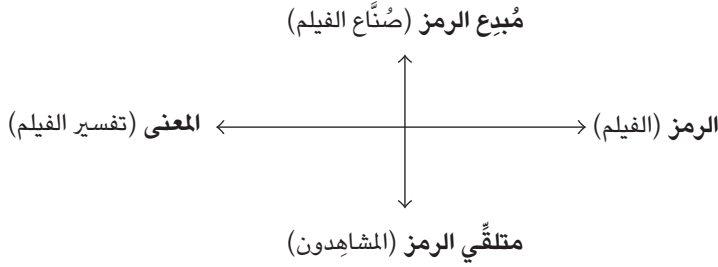 مُبدِع الرمز (صُنَّاع الفيلم)
الرمز (الفيلم)
المعنى (تفسير الفيلم)
متلقِّي الرمز (المشاهِدون)